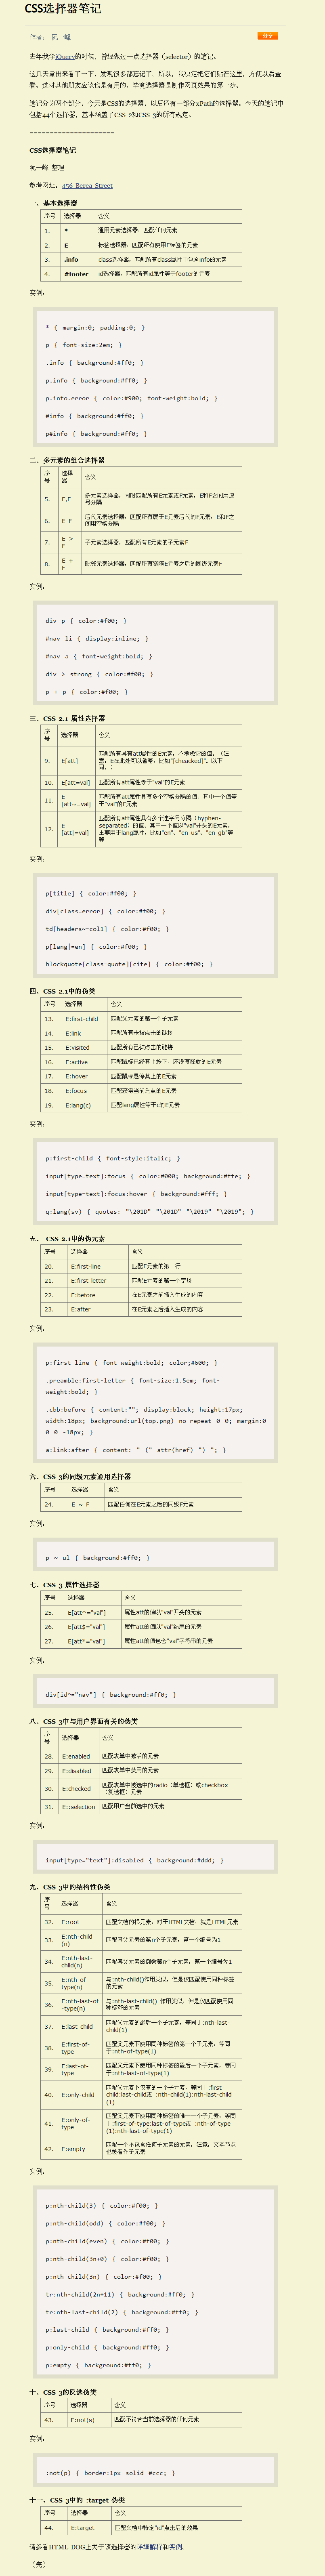 CSS选择器笔记
作者： 阮一峰
分享
去年我学jQuery的时候，曾经做过一点选择器（selector）的笔记。
这几天拿出来看了一下，发现很多都忘记了。所以，我决定把它们贴在这里，方便以后查
看。这对其他朋友应该也是有用的，毕竟选择器是制作网页效果的第一步。
笔记分为两个部分，今天是CSS的选择器，以后还有一部分xPath的选择器。今天的笔记中
包括44个选择器，基本涵盖了CSS 2和CSS 3的所有规定。
=====================
CSS选择器笔记
阮一峰 整理
参考网址：456 Berea Street
一、基本选择器
序号 选择器 含义
1. * 通用元素选择器，匹配任何元素
2. E 标签选择器，匹配所有使用E标签的元素
3. .info class选择器，匹配所有class属性中包含info的元素
4. #footer id选择器，匹配所有id属性等于footer的元素
实例：
* { margin:0; padding:0; }
p { font-size:2em; }
.info { background:#ff0; }
p.info { background:#ff0; }
p.info.error { color:#900; font-weight:bold; }
#info { background:#ff0; }
p#info { background:#ff0; }
二、多元素的组合选择器
序号 选择器 含义
5. E,F 多元素选择器，同时匹配所有E元素或F元素，E和F之间用逗
号分隔
6. E F 后代元素选择器，匹配所有属于E元素后代的F元素，E和F之
间用空格分隔
7. E > F 子元素选择器，匹配所有E元素的子元素F
8. E + F 毗邻元素选择器，匹配所有紧随E元素之后的同级元素F
实例：
div p { color:#f00; }
#nav li { display:inline; }
#nav a { font-weight:bold; }
div > strong { color:#f00; }
p + p { color:#f00; }
三、CSS 2.1 属性选择器
序号 选择器 含义
9. E[att] 匹配所有具有att属性的E元素，不考虑它的值。（注
意：E在此处可以省略，比如"[cheacked]"。以下
同。）
10. E[att=val] 匹配所有att属性等于"val"的E元素
11. E[att~=val] 匹配所有att属性具有多个空格分隔的值、其中一个值等
于"val"的E元素
12. E[att|=val] 匹配所有att属性具有多个连字号分隔（hyphen-
separated）的值、其中一个值以"val"开头的E元素，
主要用于lang属性，比如"en"、"en-us"、"en-gb"等
等
实例：
p[title] { color:#f00; }
div[class=error] { color:#f00; }
td[headers~=col1] { color:#f00; }
p[lang|=en] { color:#f00; }
blockquote[class=quote][cite] { color:#f00; }
四、CSS 2.1中的伪类
序号 选择器 含义
13. E:first-child 匹配父元素的第一个子元素
14. E:link 匹配所有未被点击的链接
15. E:visited 匹配所有已被点击的链接
16. E:active 匹配鼠标已经其上按下、还没有释放的E元素
17. E:hover 匹配鼠标悬停其上的E元素
18. E:focus 匹配获得当前焦点的E元素
19. E:lang(c) 匹配lang属性等于c的E元素
实例：
p:first-child { font-style:italic; }
input[type=text]:focus { color:#000; background:#ffe; }
input[type=text]:focus:hover { background:#fff; }
q:lang(sv) { quotes: "\201D" "\201D" "\2019" "\2019"; }
五、 CSS 2.1中的伪元素
序号 选择器 含义
20. E:first-line 匹配E元素的第一行
21. E:first-letter 匹配E元素的第一个字母
22. E:before 在E元素之前插入生成的内容
23. E:after 在E元素之后插入生成的内容
实例：
p:first-line { font-weight:bold; color;#600; }
.preamble:first-letter { font-size:1.5em; font-
weight:bold; }
.cbb:before { content:""; display:block; height:17px;
width:18px; background:url(top.png) no-repeat 0 0; margin:0
0 0 -18px; }
a:link:after { content: " (" attr(href) ") "; }
六、CSS 3的同级元素通用选择器
序号 选择器 含义
24. E ~ F 匹配任何在E元素之后的同级F元素
实例：
p ~ ul { background:#ff0; }
七、CSS 3 属性选择器
序号 选择器 含义
25. E[att^="val"] 属性att的值以"val"开头的元素
26. E[att$="val"] 属性att的值以"val"结尾的元素
27. E[att*="val"] 属性att的值包含"val"字符串的元素
实例：
div[id^="nav"] { background:#ff0; }
八、CSS 3中与用户界面有关的伪类
序号 选择器 含义
28. E:enabled 匹配表单中激活的元素
29. E:disabled 匹配表单中禁用的元素
30. E:checked 匹配表单中被选中的radio（单选框）或checkbox
（复选框）元素
31. E::selection 匹配用户当前选中的元素
实例：
input[type="text"]:disabled { background:#ddd; }
九、CSS 3中的结构性伪类
序号 选择器 含义
32. E:root 匹配文档的根元素，对于HTML文档，就是HTML元素
33. E:nth-child(n) 匹配其父元素的第n个子元素，第一个编号为1
34. E:nth-last-child(n) 匹配其父元素的倒数第n个子元素，第一个编号为1
35. E:nth-of-type(n) 与:nth-child()作用类似，但是仅匹配使用同种标签
的元素
36. E:nth-last-of-type(n) 与:nth-last-child() 作用类似，但是仅匹配使用同
种标签的元素
37. E:last-child 匹配父元素的最后一个子元素，等同于:nth-last-
child(1)
38. E:first-of-type 匹配父元素下使用同种标签的第一个子元素，等同
于:nth-of-type(1)
39. E:last-of-type 匹配父元素下使用同种标签的最后一个子元素，等同
于:nth-last-of-type(1)
40. E:only-child 匹配父元素下仅有的一个子元素，等同于:first-
child:last-child或 :nth-child(1):nth-last-child
(1)
41. E:only-of-type 匹配父元素下使用同种标签的唯一一个子元素，等同
于:first-of-type:last-of-type或 :nth-of-type
(1):nth-last-of-type(1)
42. E:empty 匹配一个不包含任何子元素的元素，注意，文本节点
也被看作子元素
实例：
p:nth-child(3) { color:#f00; }
p:nth-child(odd) { color:#f00; }
p:nth-child(even) { color:#f00; }
p:nth-child(3n+0) { color:#f00; }
p:nth-child(3n) { color:#f00; }
tr:nth-child(2n+11) { background:#ff0; }
tr:nth-last-child(2) { background:#ff0; }
p:last-child { background:#ff0; }
p:only-child { background:#ff0; }
p:empty { background:#ff0; }
十、CSS 3的反选伪类
序号 选择器 含义
43. E:not(s) 匹配不符合当前选择器的任何元素
实例：
:not(p) { border:1px solid #ccc; }
十一、CSS 3中的 :target 伪类
序号 选择器 含义
44. E:target 匹配文档中特定"id"点击后的效果
请参看HTML DOG上关于该选择器的详细解释和实例。
（完）